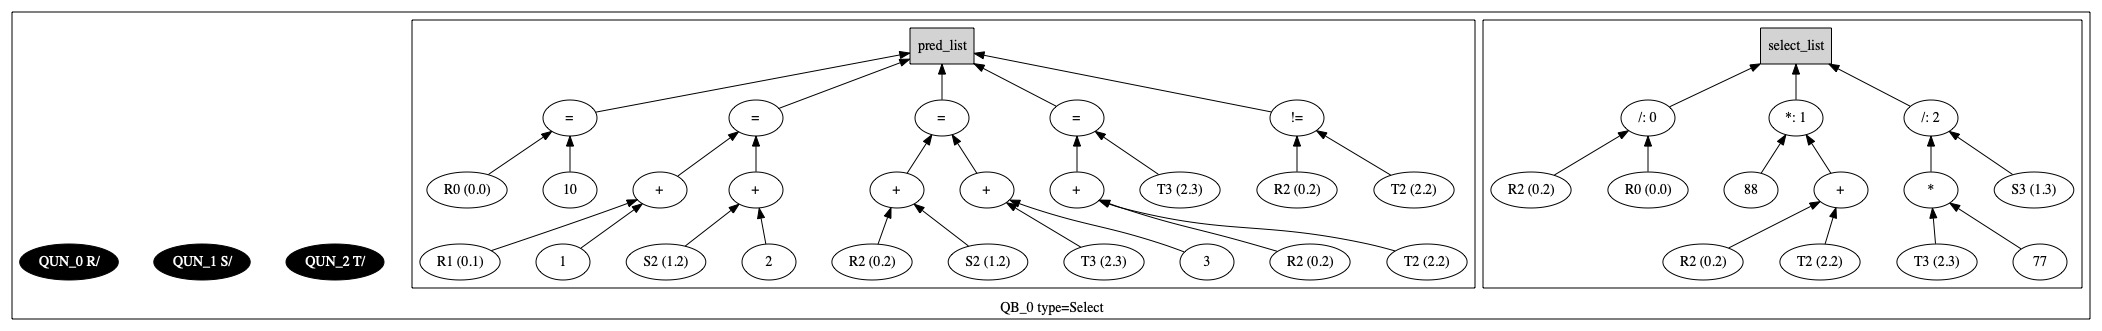 pred_list
select_list
=
=
=
=
!=
/: 0
*: 1
/: 2
R0 (0.0)
10
+
+
+
+
+
T3 (2.3)
R2 (0.2)
T2 (2.2)
R2 (0.2)
R0 (0.0)
88
+
*
S3 (1.3)
QUN_0 R/
QUN_1 S/
QUN_2 T/
R1 (0.1)
1
S2 (1.2)
2
R2 (0.2)
S2 (1.2)
T3 (2.3)
3
R2 (0.2)
T2 (2.2)
R2 (0.2)
T2 (2.2)
T3 (2.3)
77
QB_0 type=Select